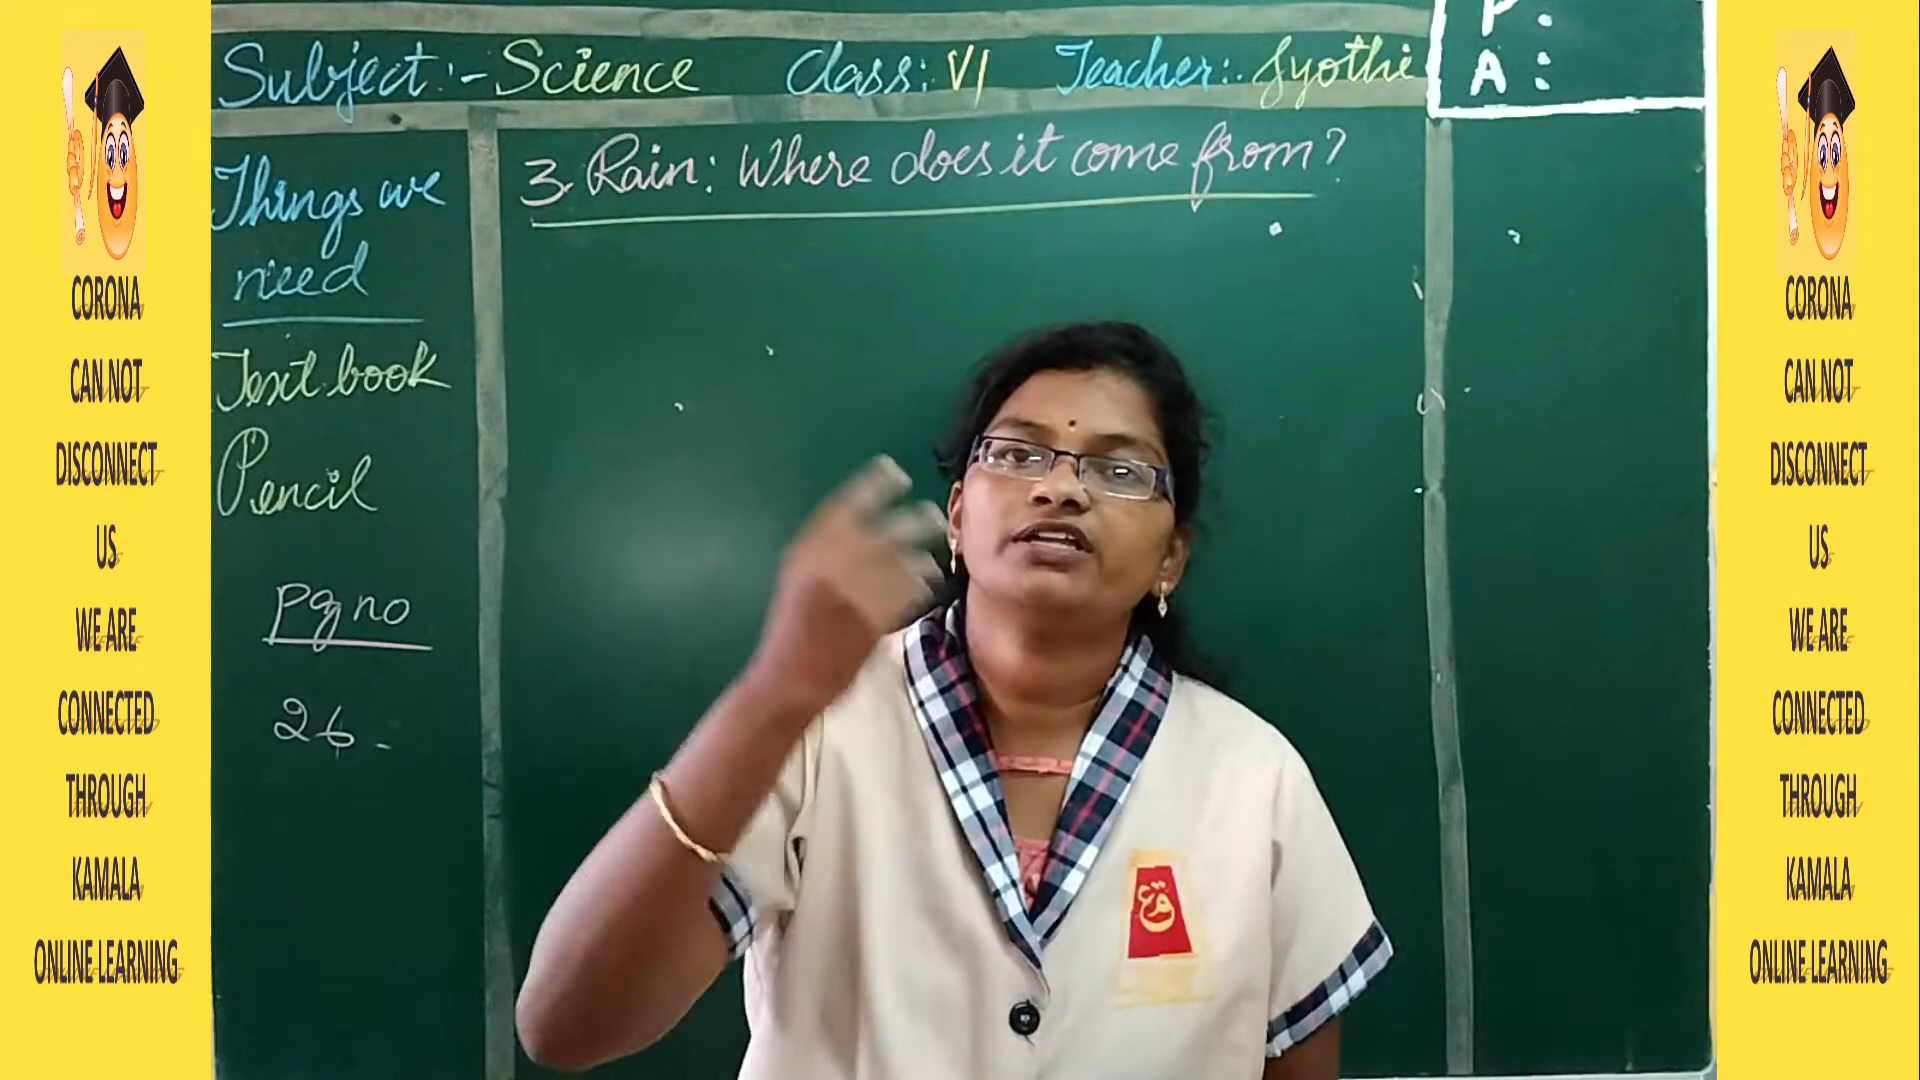 CORONA
CAN NOT
DISCONNECT
US
WE ARE
CONNECTED
THROUGH
KAMALA
ONLINE LEARNING
Subject:- Science Class: VI Teacher:. Jyothi
P:
A:
Things we
need
Text book
Pencil
Pg no
26
3. Rain: Where does it come from?
CORONA
CAN NOT
DISCONNECT
US
WE ARE
CONNECTED
THROUGH
KAMALA
ONLINE LEARNING